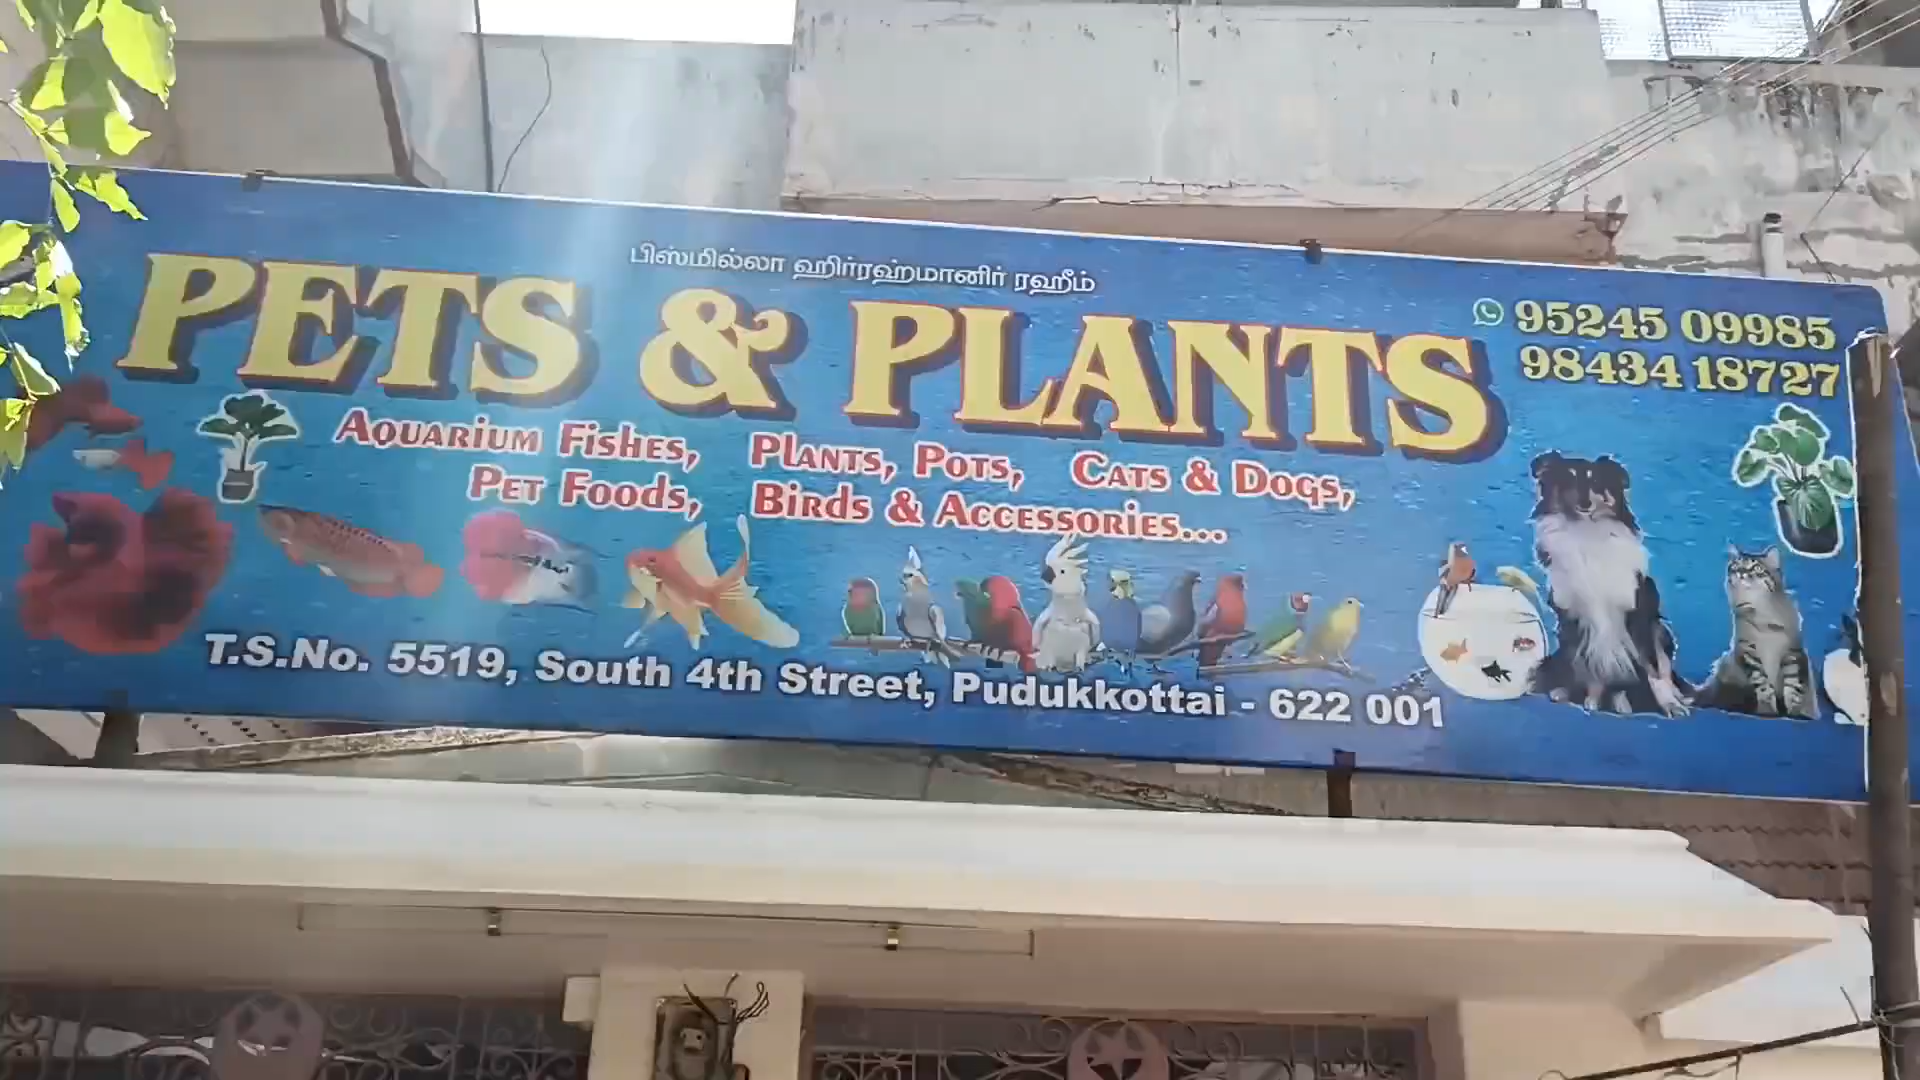 பிஸ்மில்லா ஹிர்ரஹ்மானிர் ரஹீம்
PETS & PLANTS
95245 09985
98434 18727
AQUARIUM FISHES, PLANTS, POTS, CATS & DOGS,
PET FOODS, BIRDS & ACCESSORIES...
T.S.No. 5519, South 4th Street, Pudukkottai - 622 001